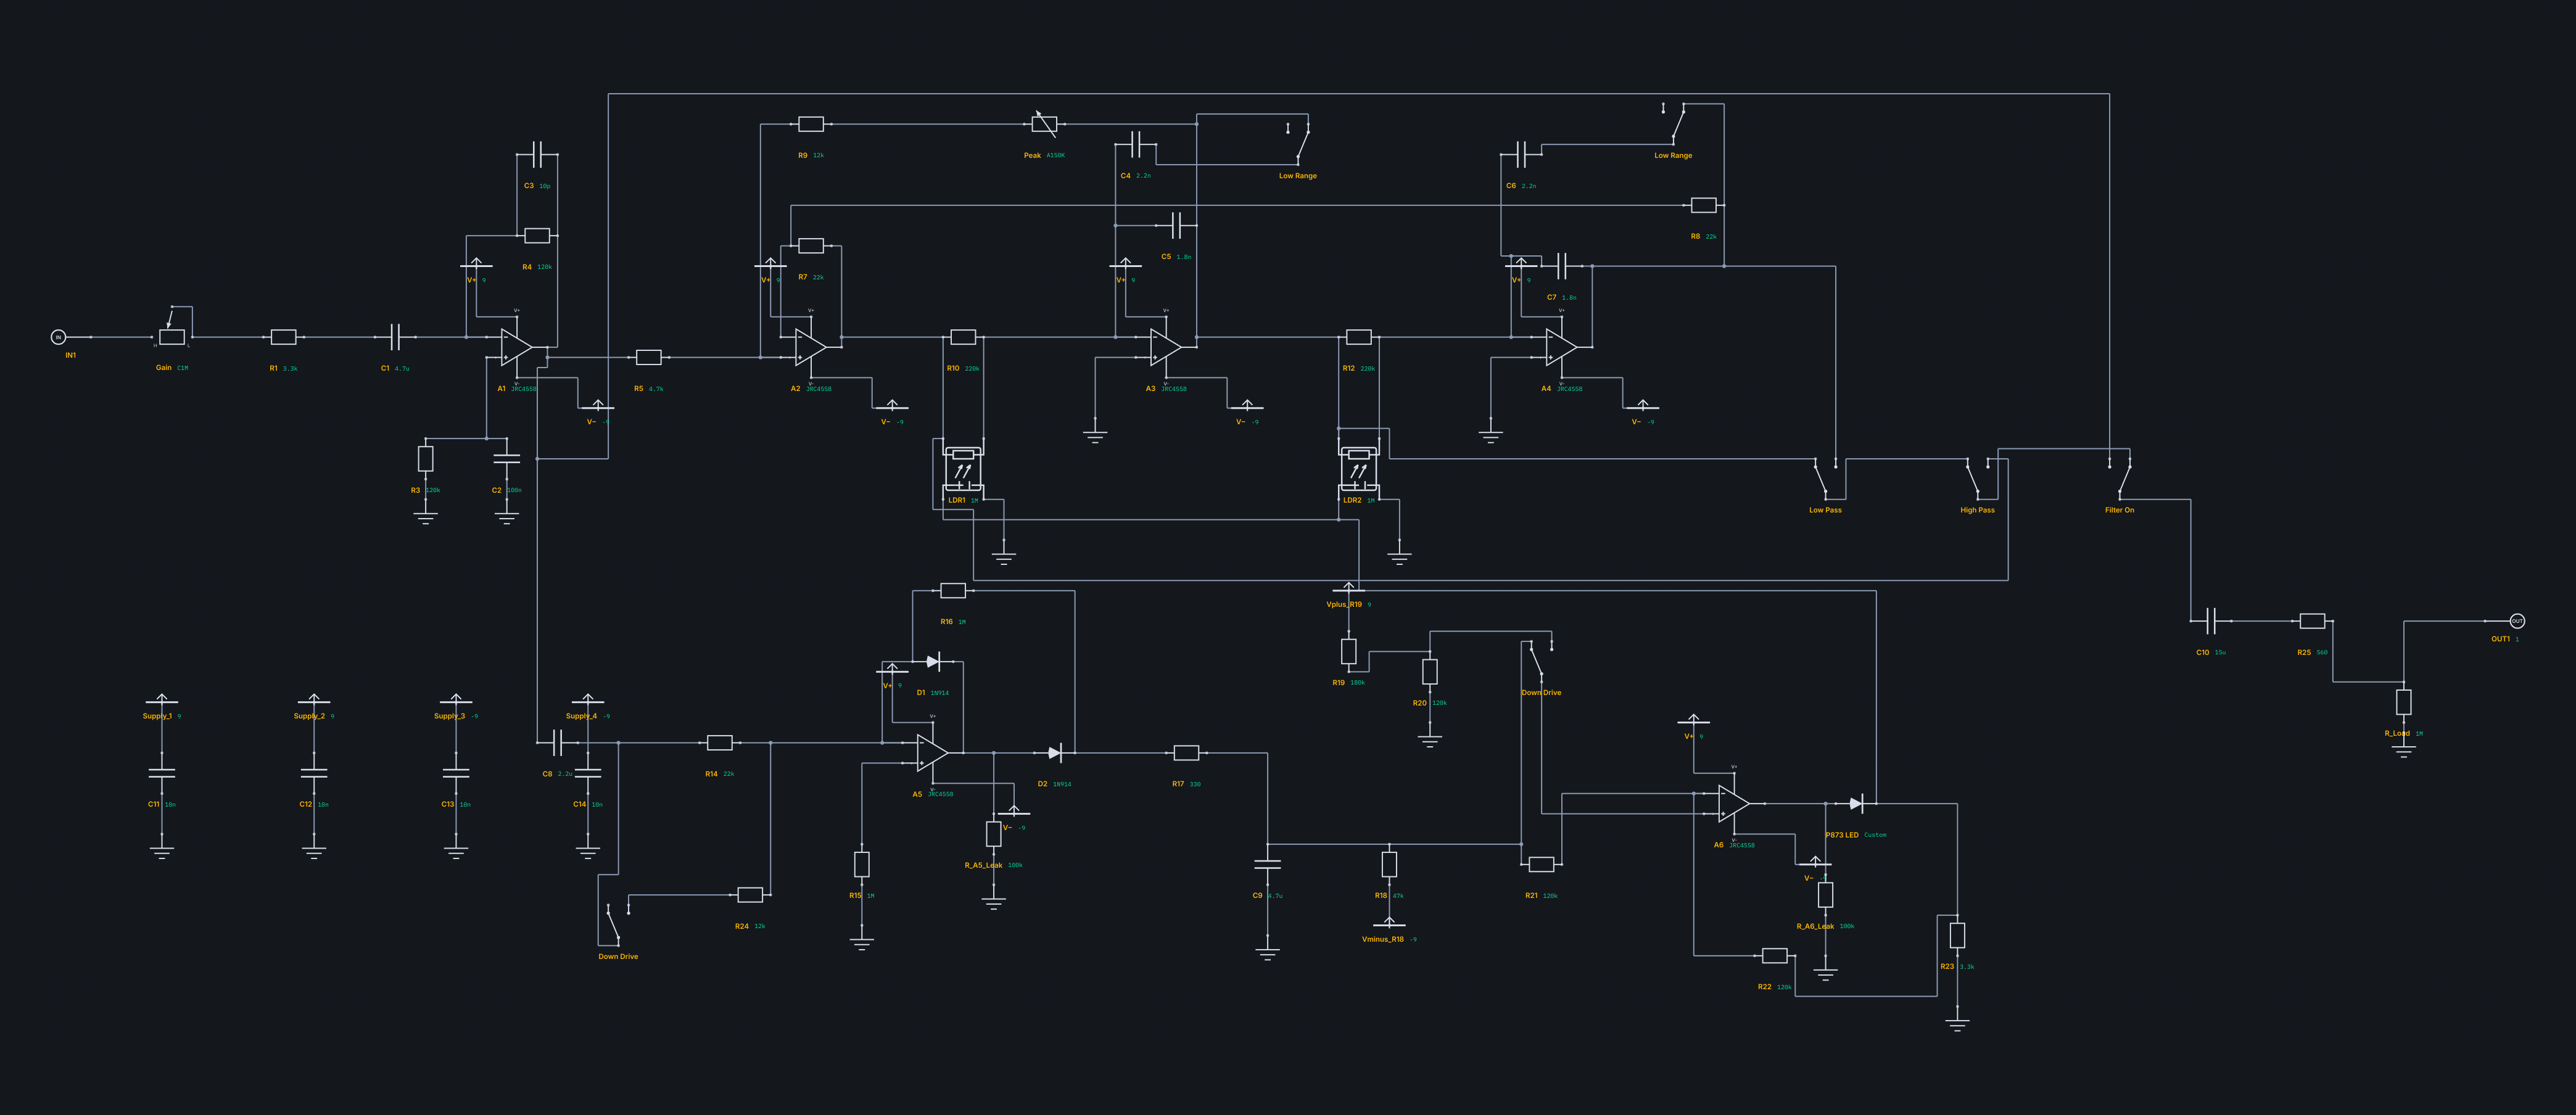 R9 12k
Peak A150K
Low Range
C3 10p
C4 2.2n
Low Range
C6 2.2n
R4 120k
R8 22k
C5 1.8n
V+ 9
V+ 9
R7 22k
V+ 9
V+ 9
C7 1.8n
V+
V+
V+
V+
IN
IN1
H
L
Gain C1M
R1 3.3k
C1 4.7u
R10 220k
R12 220k
V-
A1 JRC4558
R5 4.7k
V-
A2 JRC4558
V-
A3 JRC4558
V-
A4 JRC4558
V− -9
V− -9
V− -9
V− -9
R3 120k
C2 100n
LDR1 1M
LDR2 1M
Low Pass
High Pass
Filter On
Vplus_R19 9
R16 1M
OUT
OUT1 1
C10 15u
R25 560
R19 180k
V+ 9
D1 1N914
Down Drive
R20 120k
Supply_1 9
Supply_2 9
Supply_3 -9
Supply_4 -9
V+
R_Load 1M
V+ 9
V+
C8 2.2u
R14 22k
D2 1N914
R17 330
V-
A5 JRC4558
C11 10n
C12 10n
C13 10n
C14 10n
V− -9
P873 LED Custom
V-
A6 JRC4558
R_A5_Leak 100k
V−
R15 1M
C9 4.7u
R18 47k
R21 120k
R24 12k
R_A6_Leak 100k
Vminus_R18 -9
Down Drive
R23 3.3k
R22 120k